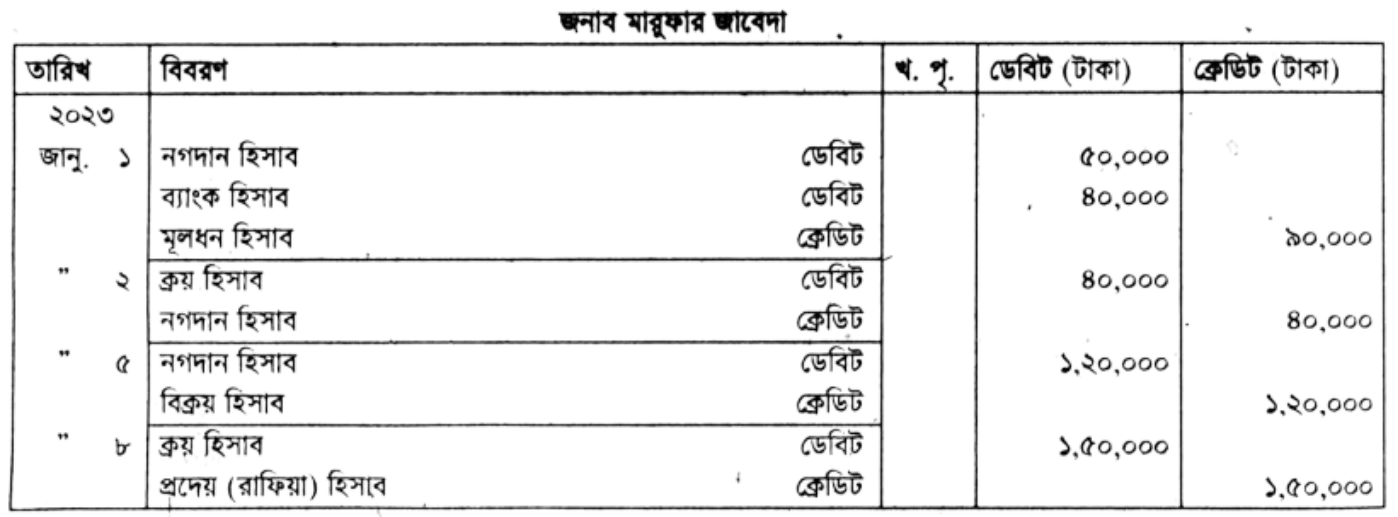 জনাব মারুফার জাবেদা
তারিখ বিবরণ খ. পৃ. ডেবিট (টাকা) ক্রেডিট (টাকা)
২০২৩
জানু. ১ নগদান হিসাব ডেবিট ৫০,০০০
ব্যাংক হিসাব ডেবিট ৪০,০০০
মূলধন হিসাব ক্রেডিট ৯০,০০০
” ২ ক্রয় হিসাব ডেবিট ৪০,০০০
নগদান হিসাব ক্রেডিট ৪০,০০০
” ৫ নগদান হিসাব ডেবিট ১,২০,০০০
বিক্রয় হিসাব ক্রেডিট ১,২০,০০০
” ৮ ক্রয় হিসাব ডেবিট ১,৫০,০০০
প্রদেয় (রাফিয়া) হিসাব ক্রেডিট ১,৫০,০০০